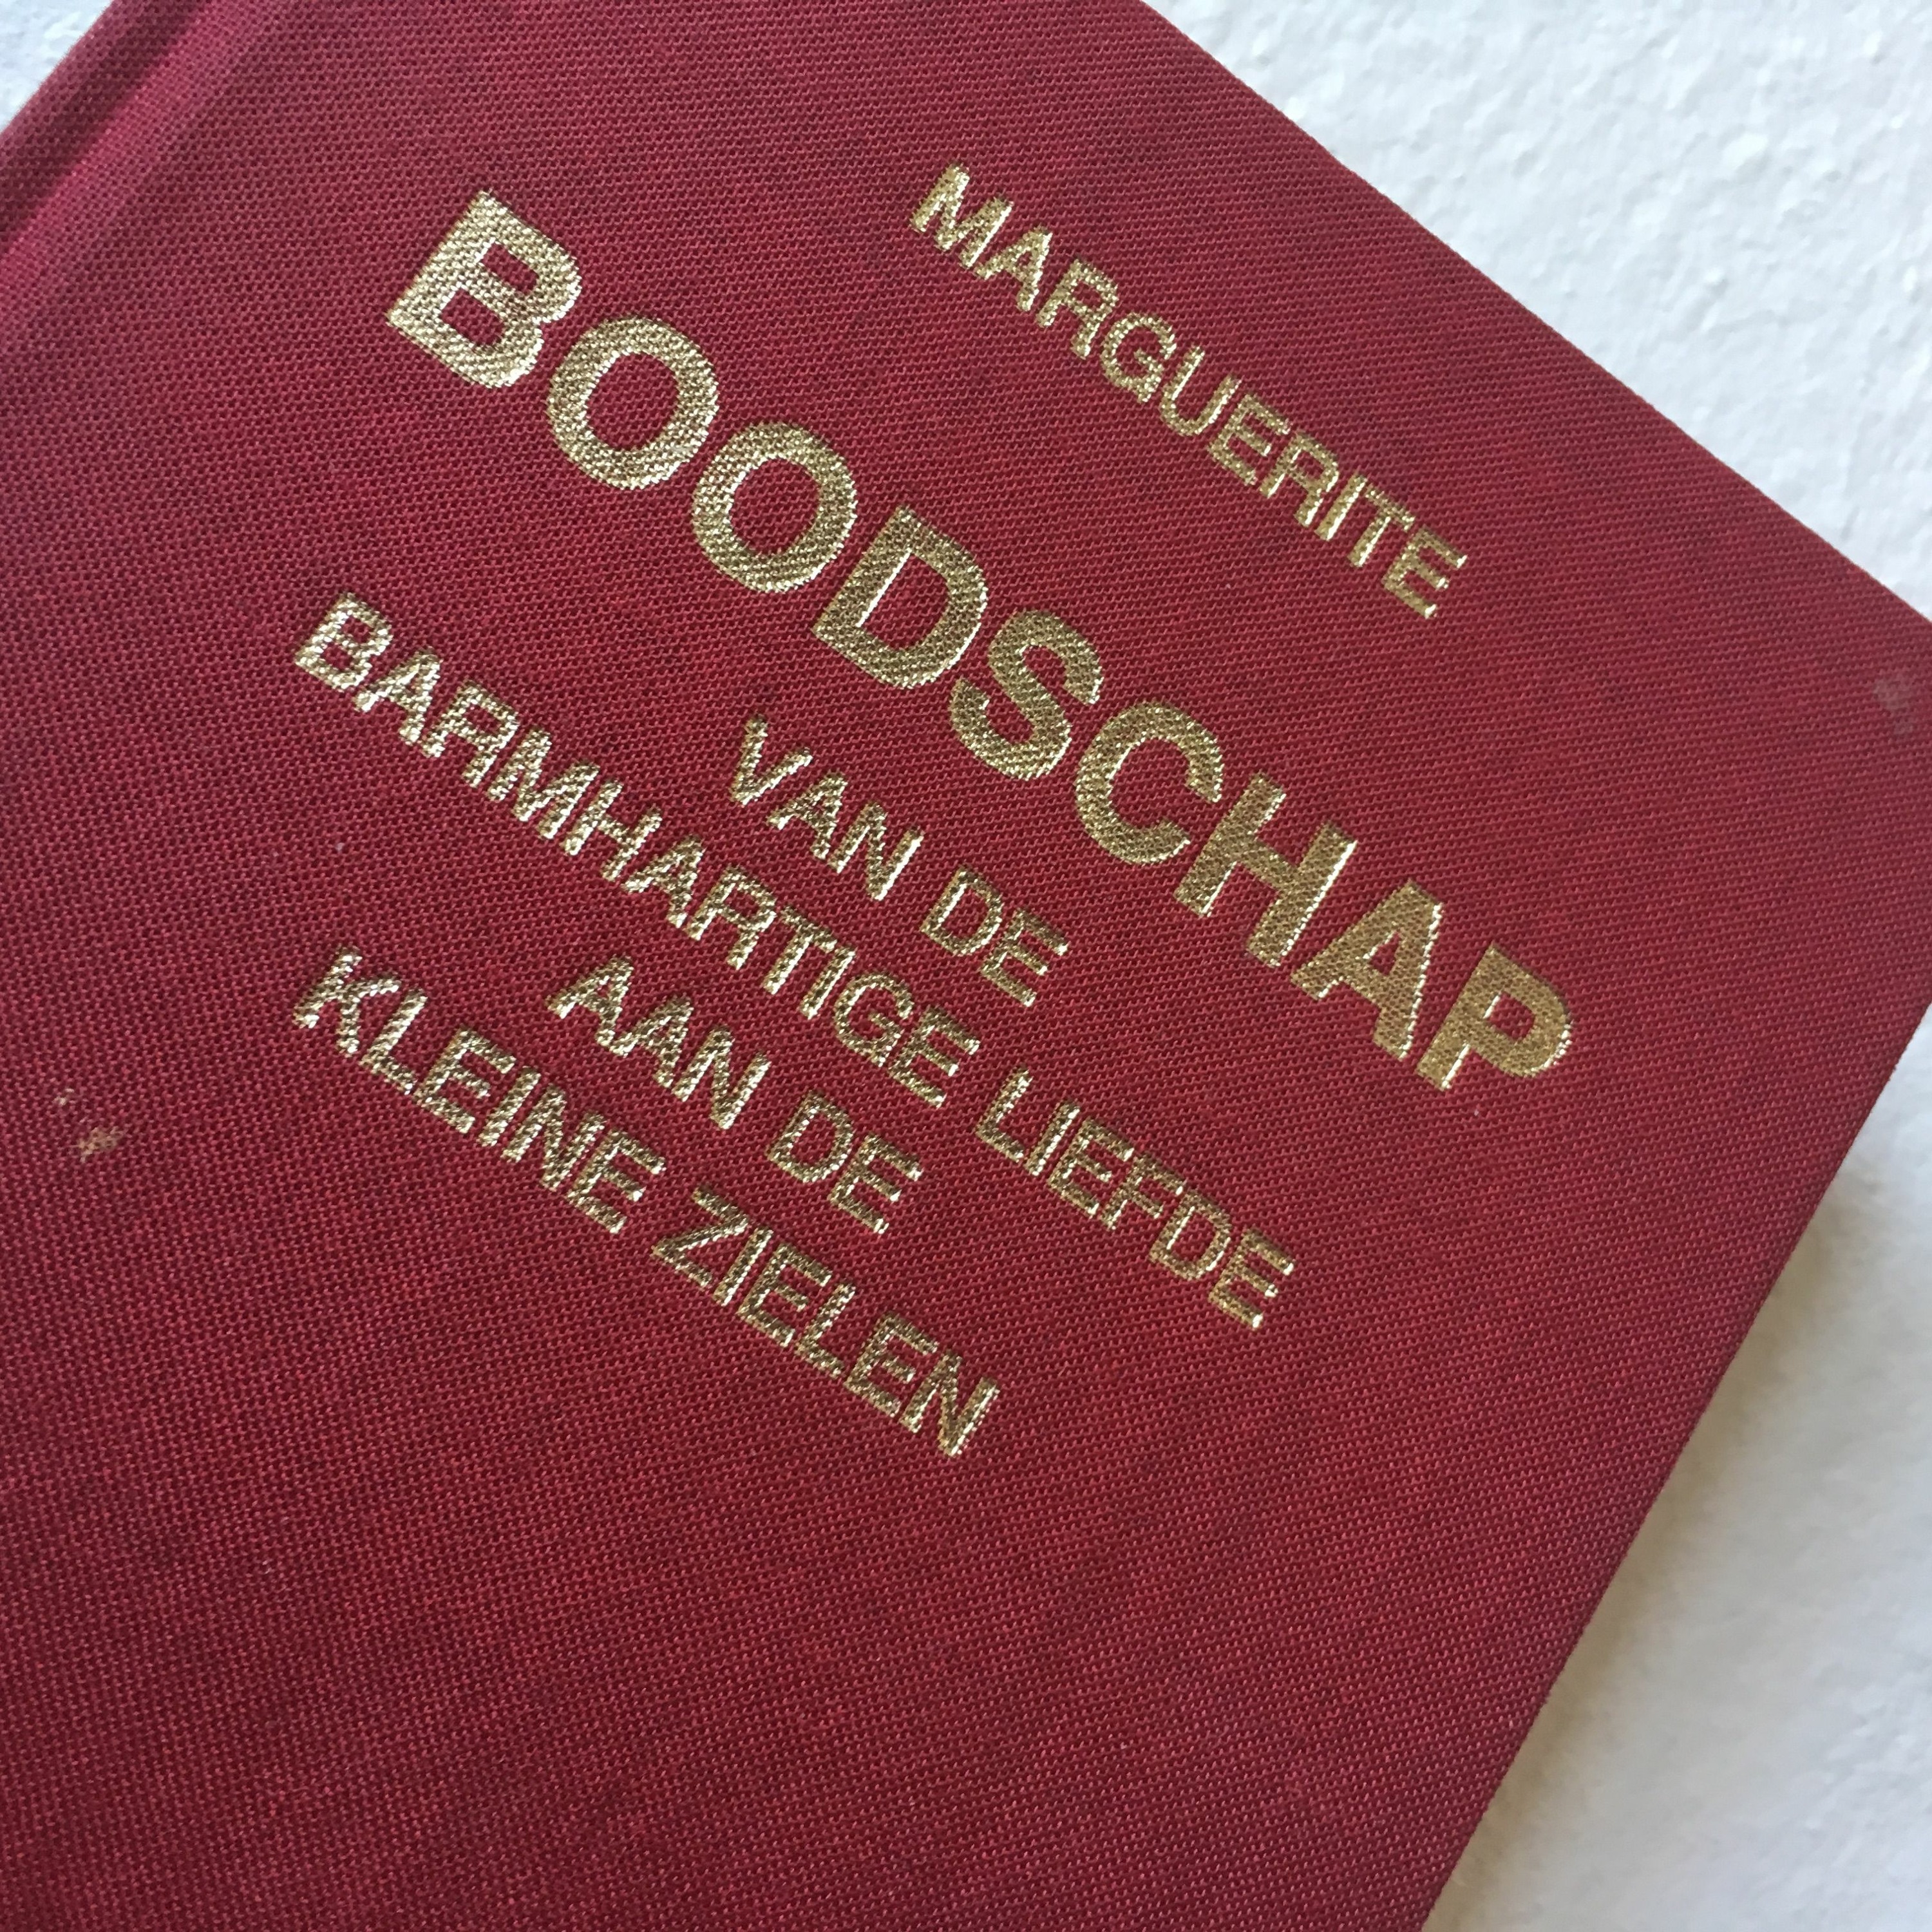 MARGUERITE
BOODSCHAP
VAN DE
BARMHARTIGE LIEFDE
AAN DE
KLEINE ZIELEN